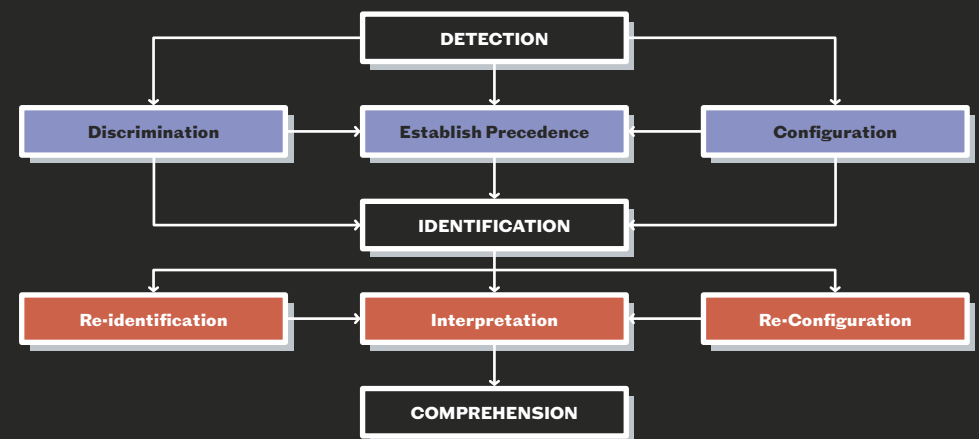 DETECTION
Discrimination
Establish Precedence
Configuration
IDENTIFICATION
Re-identification
Interpretation
Re-Configuration
COMPREHENSION